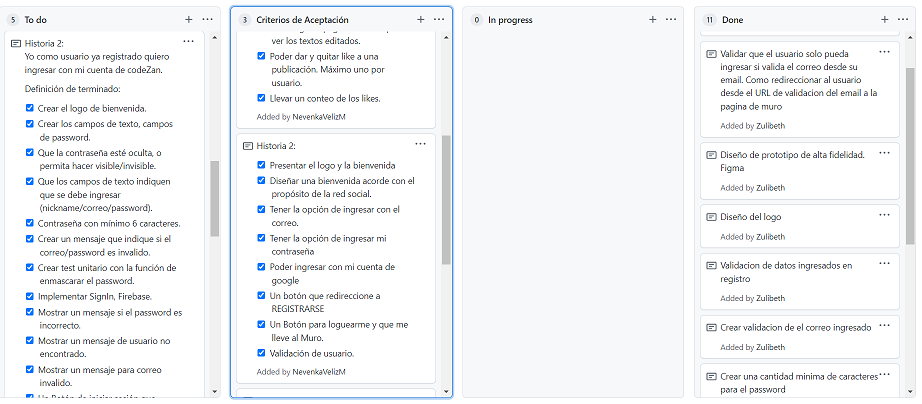 5 To do
Historia 2:
Yo como usuario ya registrado quiero
ingresar con mi cuenta de codeZan.
Definición de terminado:
Crear el logo de bienvenida.
Crear los campos de texto, campos
de password.
Que la contraseña esté oculta, o
permita hacer visible/invisible.
Que los campos de texto indiquen
que se debe ingresar
(nickname/correo/password).
Contraseña con mínimo 6 caracteres.
Crear un mensaje que indique si el
correo/password es invalido.
Crear test unitario con la función de
enmascarar el password.
Implementar SignIn, Firebase.
Mostrar un mensaje si el password es
incorrecto.
Mostrar un mensaje de usuario no
encontrado.
Mostrar un mensaje para correo
invalido.
Un Botón de iniciar sesión que
3 Criterios de Aceptación
ver los textos editados.
Poder dar y quitar like a una
publicación. Máximo uno por
usuario.
Llevar un conteo de los likes.
Added by NevenkaVelizM
Historia 2:
Presentar el logo y la bienvenida
Diseñar una bienvenida acorde con el
propósito de la red social.
Tener la opción de ingresar con el
correo.
Tener la opción de ingresar mi
contraseña
Poder ingresar con mi cuenta de
google
Un botón que redireccione a
REGISTRARSE
Un Botón para loguearme y que me
lleve al Muro.
Validación de usuario.
Added by NevenkaVelizM
0 In progress
11 Done
Validar que el usuario solo pueda
ingresar si valida el correo desde su
email. Como redireccionar al usuario
desde el URL de validacion del email a la
pagina de muro
Added by Zulibeth
Diseño de prototipo de alta fidelidad.
Figma
Added by Zulibeth
Diseño del logo
Added by Zulibeth
Validacion de datos ingresados en
registro
Added by Zulibeth
Crear validacion de el correo ingresado
Added by Zulibeth
Crear una cantidad minima de caracteres
para el password